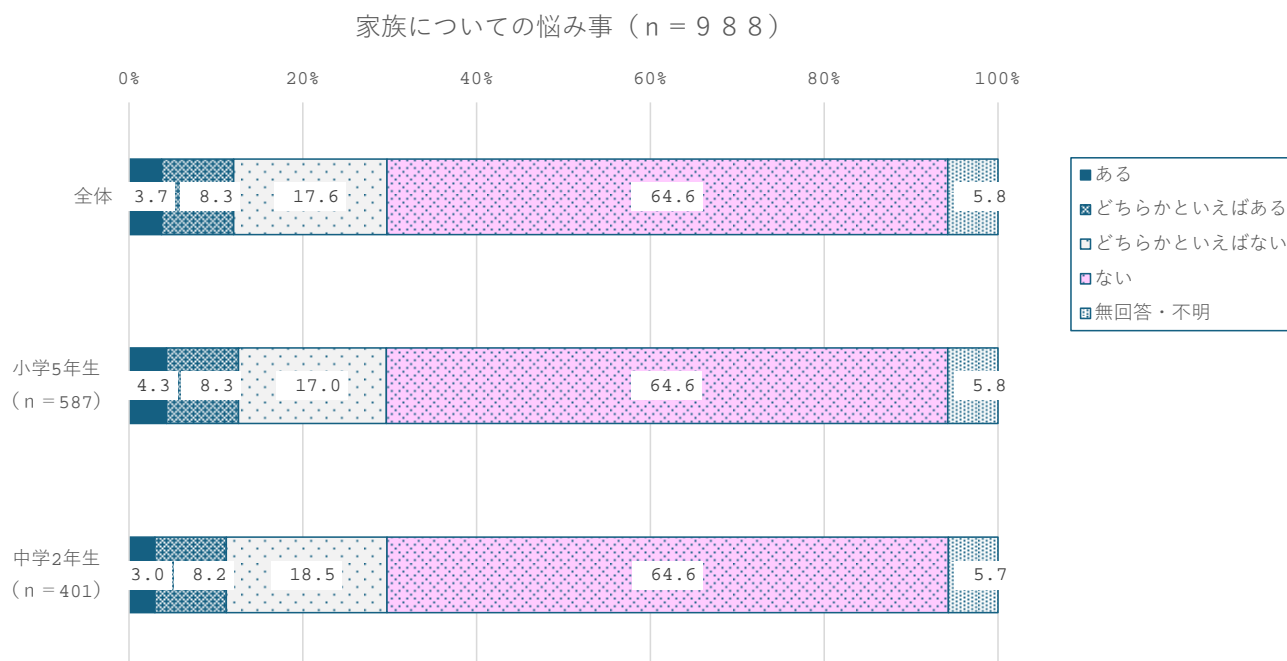 家族についての悩み事（ｎ＝９８８）
0% 20% 40% 60% 80% 100%
全体 3.7 8.3 17.6 64.6 5.8
小学5年生
（ｎ＝587）
4.3 8.3 17.0 64.6 5.8
中学2年生
（ｎ＝401）
3.0 8.2 18.5 64.6 5.7
ある
どちらかといえばある
どちらかといえばない
ない
無回答・不明